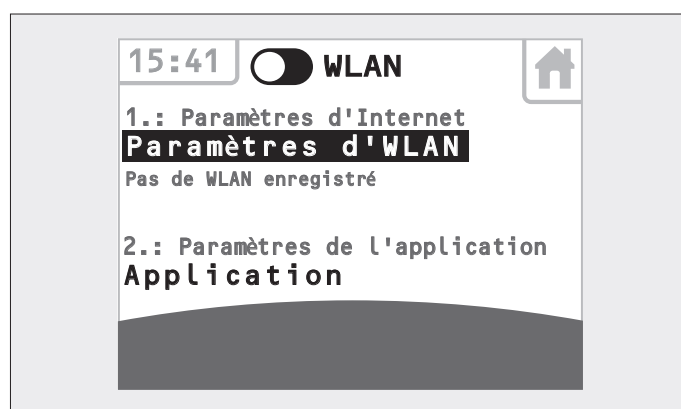 15:41 WLAN
1.: Paramètres d'Internet
Paramètres d'WLAN
Pas de WLAN enregistré
2.: Paramètres de l'application
Application